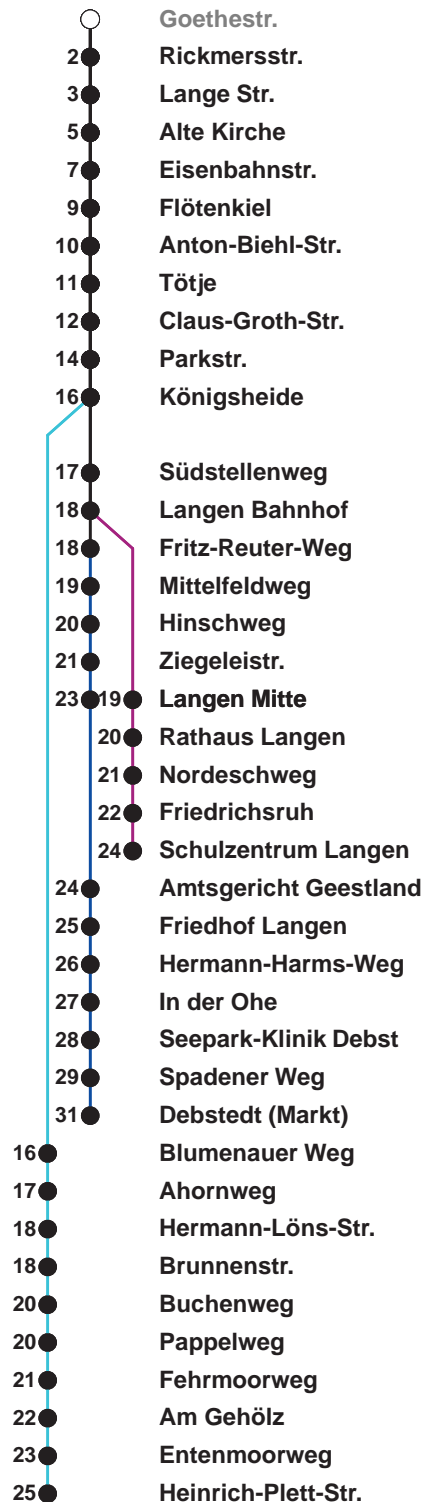 Goethestr.
2 Rickmersstr.
3 Lange Str.
5 Alte Kirche
7 Eisenbahnstr.
9 Flötenkiel
10 Anton-Biehl-Str.
11 Tötje
12 Claus-Groth-Str.
14 Parkstr.
16 Königsheide
17 Südstellenweg
18 Langen Bahnhof
18 Fritz-Reuter-Weg
19 Mittelfeldweg
20 Hinschweg
21 Ziegeleistr.
23 19 Langen Mitte
20 Rathaus Langen
21 Nordeschweg
22 Friedrichsruh
24 Schulzentrum Langen
24 Amtsgericht Geestland
25 Friedhof Langen
26 Hermann-Harms-Weg
27 In der Ohe
28 Seepark-Klinik Debst
29 Spadener Weg
31 Debstedt (Markt)
16 Blumenauer Weg
17 Ahornweg
18 Hermann-Löns-Str.
18 Brunnenstr.
20 Buchenweg
20 Pappelweg
21 Fehrmoorweg
22 Am Gehölz
23 Entenmoorweg
25 Heinrich-Plett-Str.